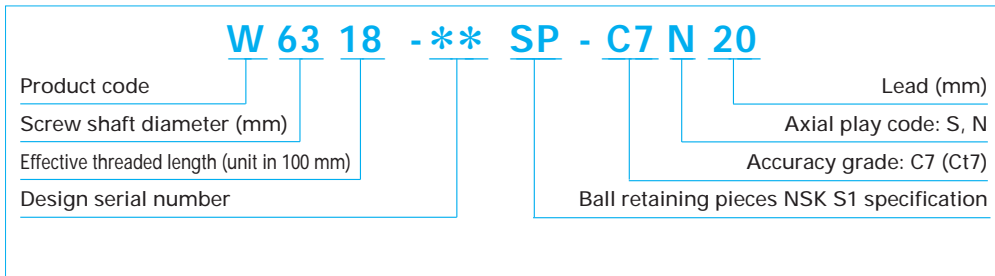 W 63 18 -** SP - C7 N 20
Product code
Lead (mm)
Screw shaft diameter (mm)
Axial play code: S, N
Effective threaded length (unit in 100 mm)
Accuracy grade: C7 (Ct7)
Design serial number
Ball retaining pieces NSK S1 specification